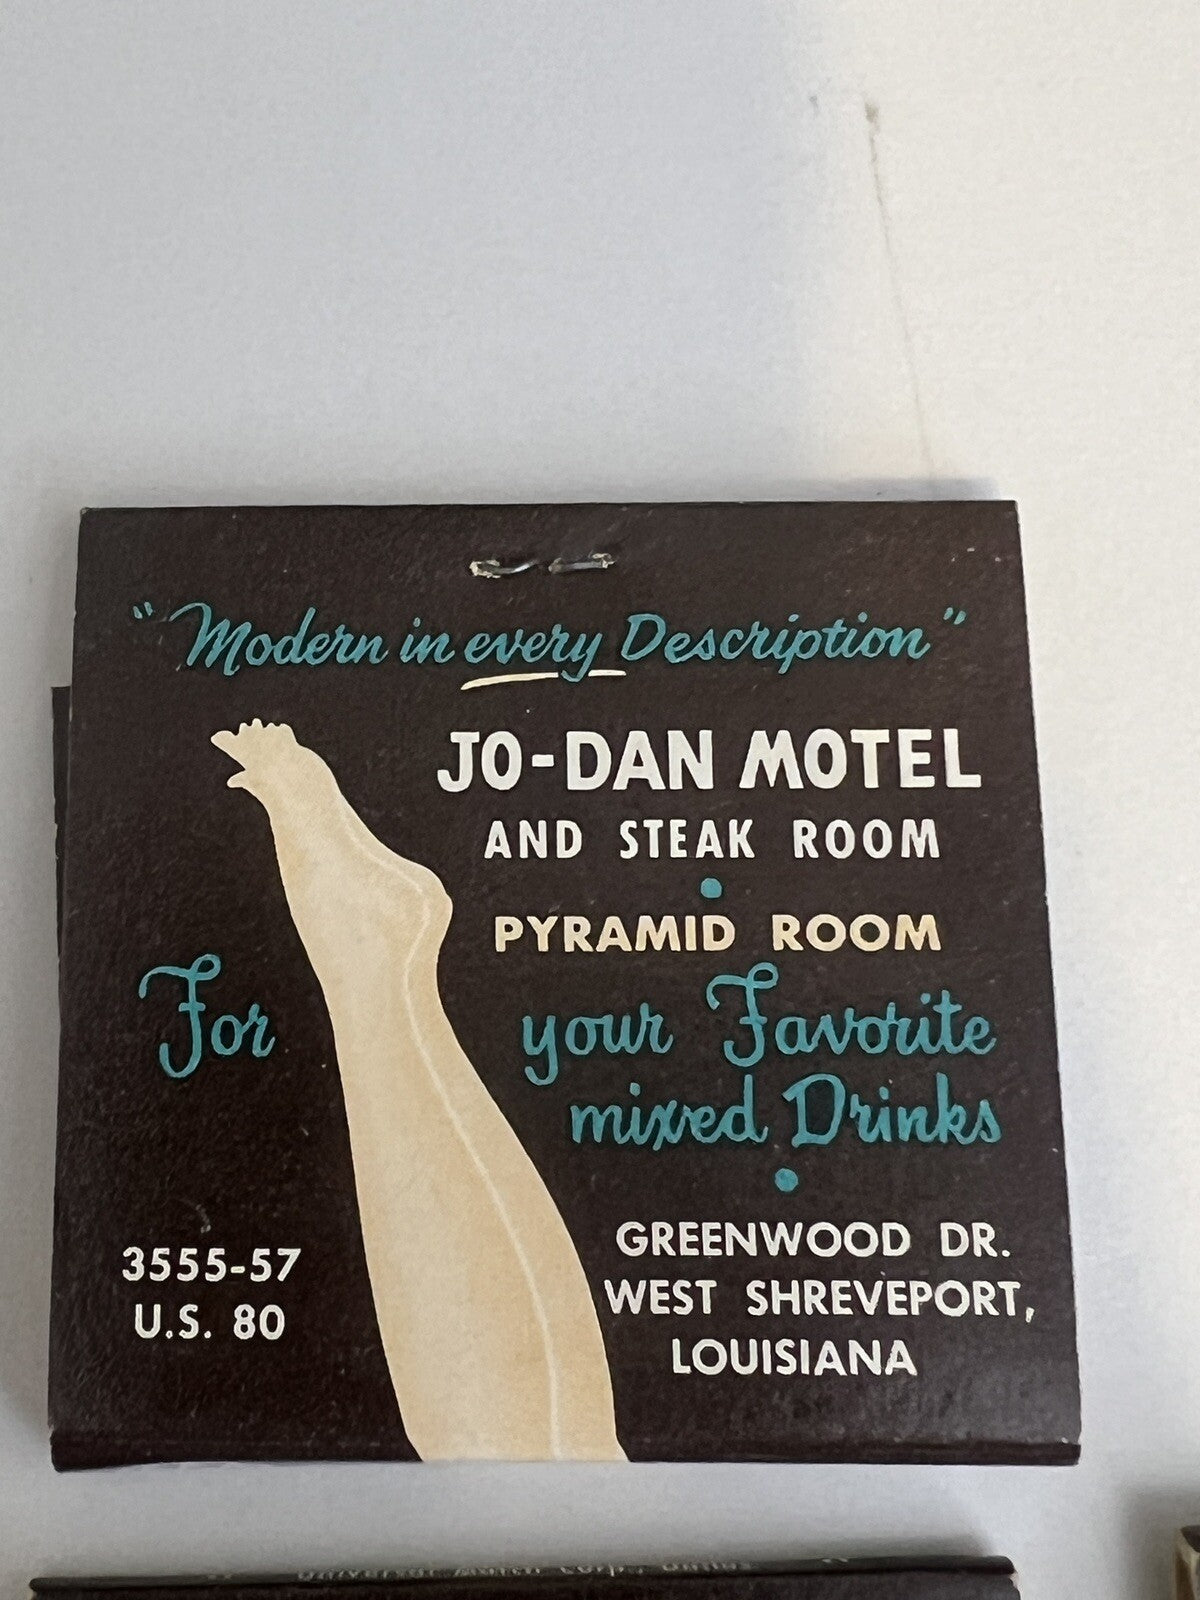 "Modern in every Description"
JO-DAN MOTEL
AND STEAK ROOM
PYRAMID ROOM
For your Favorite
mixed Drinks
3555-57
U.S. 80
GREENWOOD DR.
WEST SHREVEPORT,
LOUISIANA